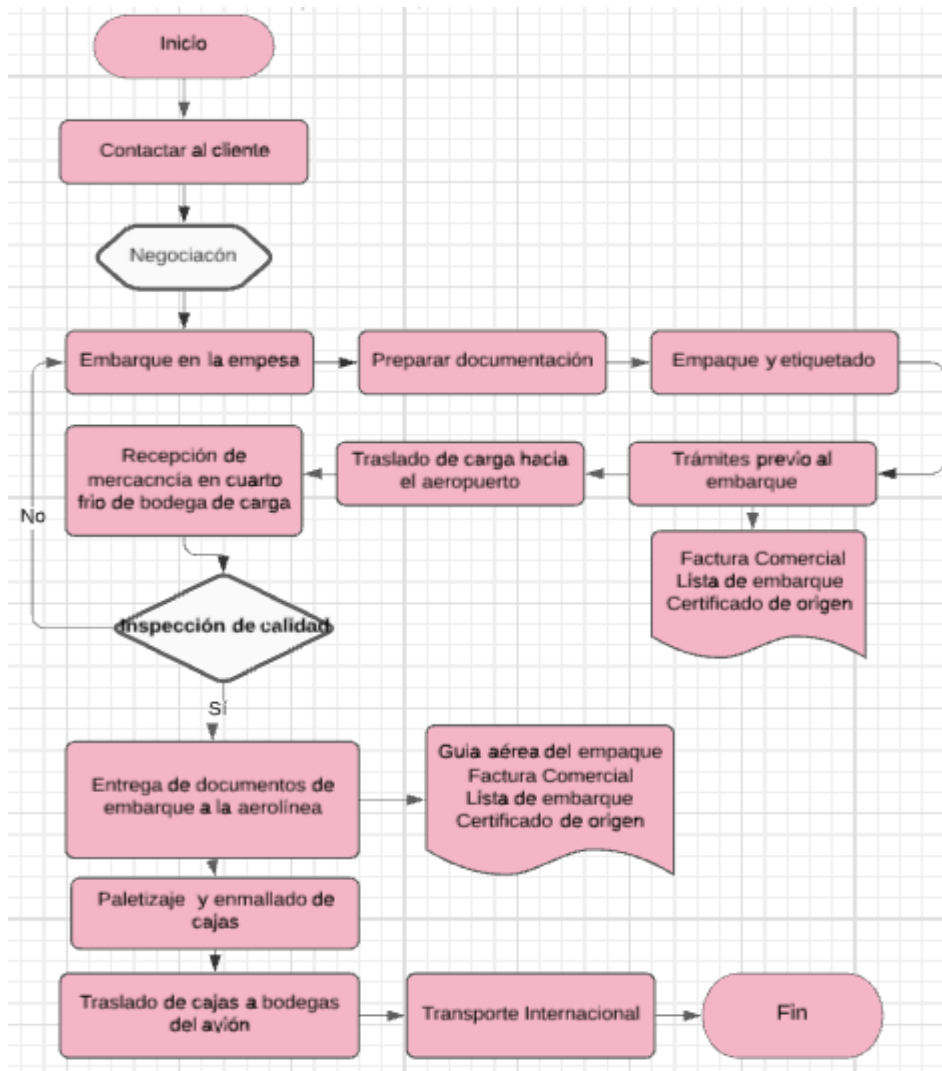 Inicio
Contactar al cliente
Negociacón
Embarque en la empesa
Preparar documentación
Empaque y etiquetado
Recepción de
mercacncía en cuarto
frio de bodega de carga
Traslado de carga hacia
el aeropuerto
Trámites previo al
embarque
No
Factura Comercial
Lista de embarque
Certificado de origen
Inspección de calidad
Sí
Entrega de documentos de
embarque a la aerolínea
Guia aérea del empaque
Factura Comercial
Lista de embarque
Certificado de origen
Paletizaje y enmallado de
cajas
Traslado de cajas a bodegas
del avión
Transporte Internacional
Fin